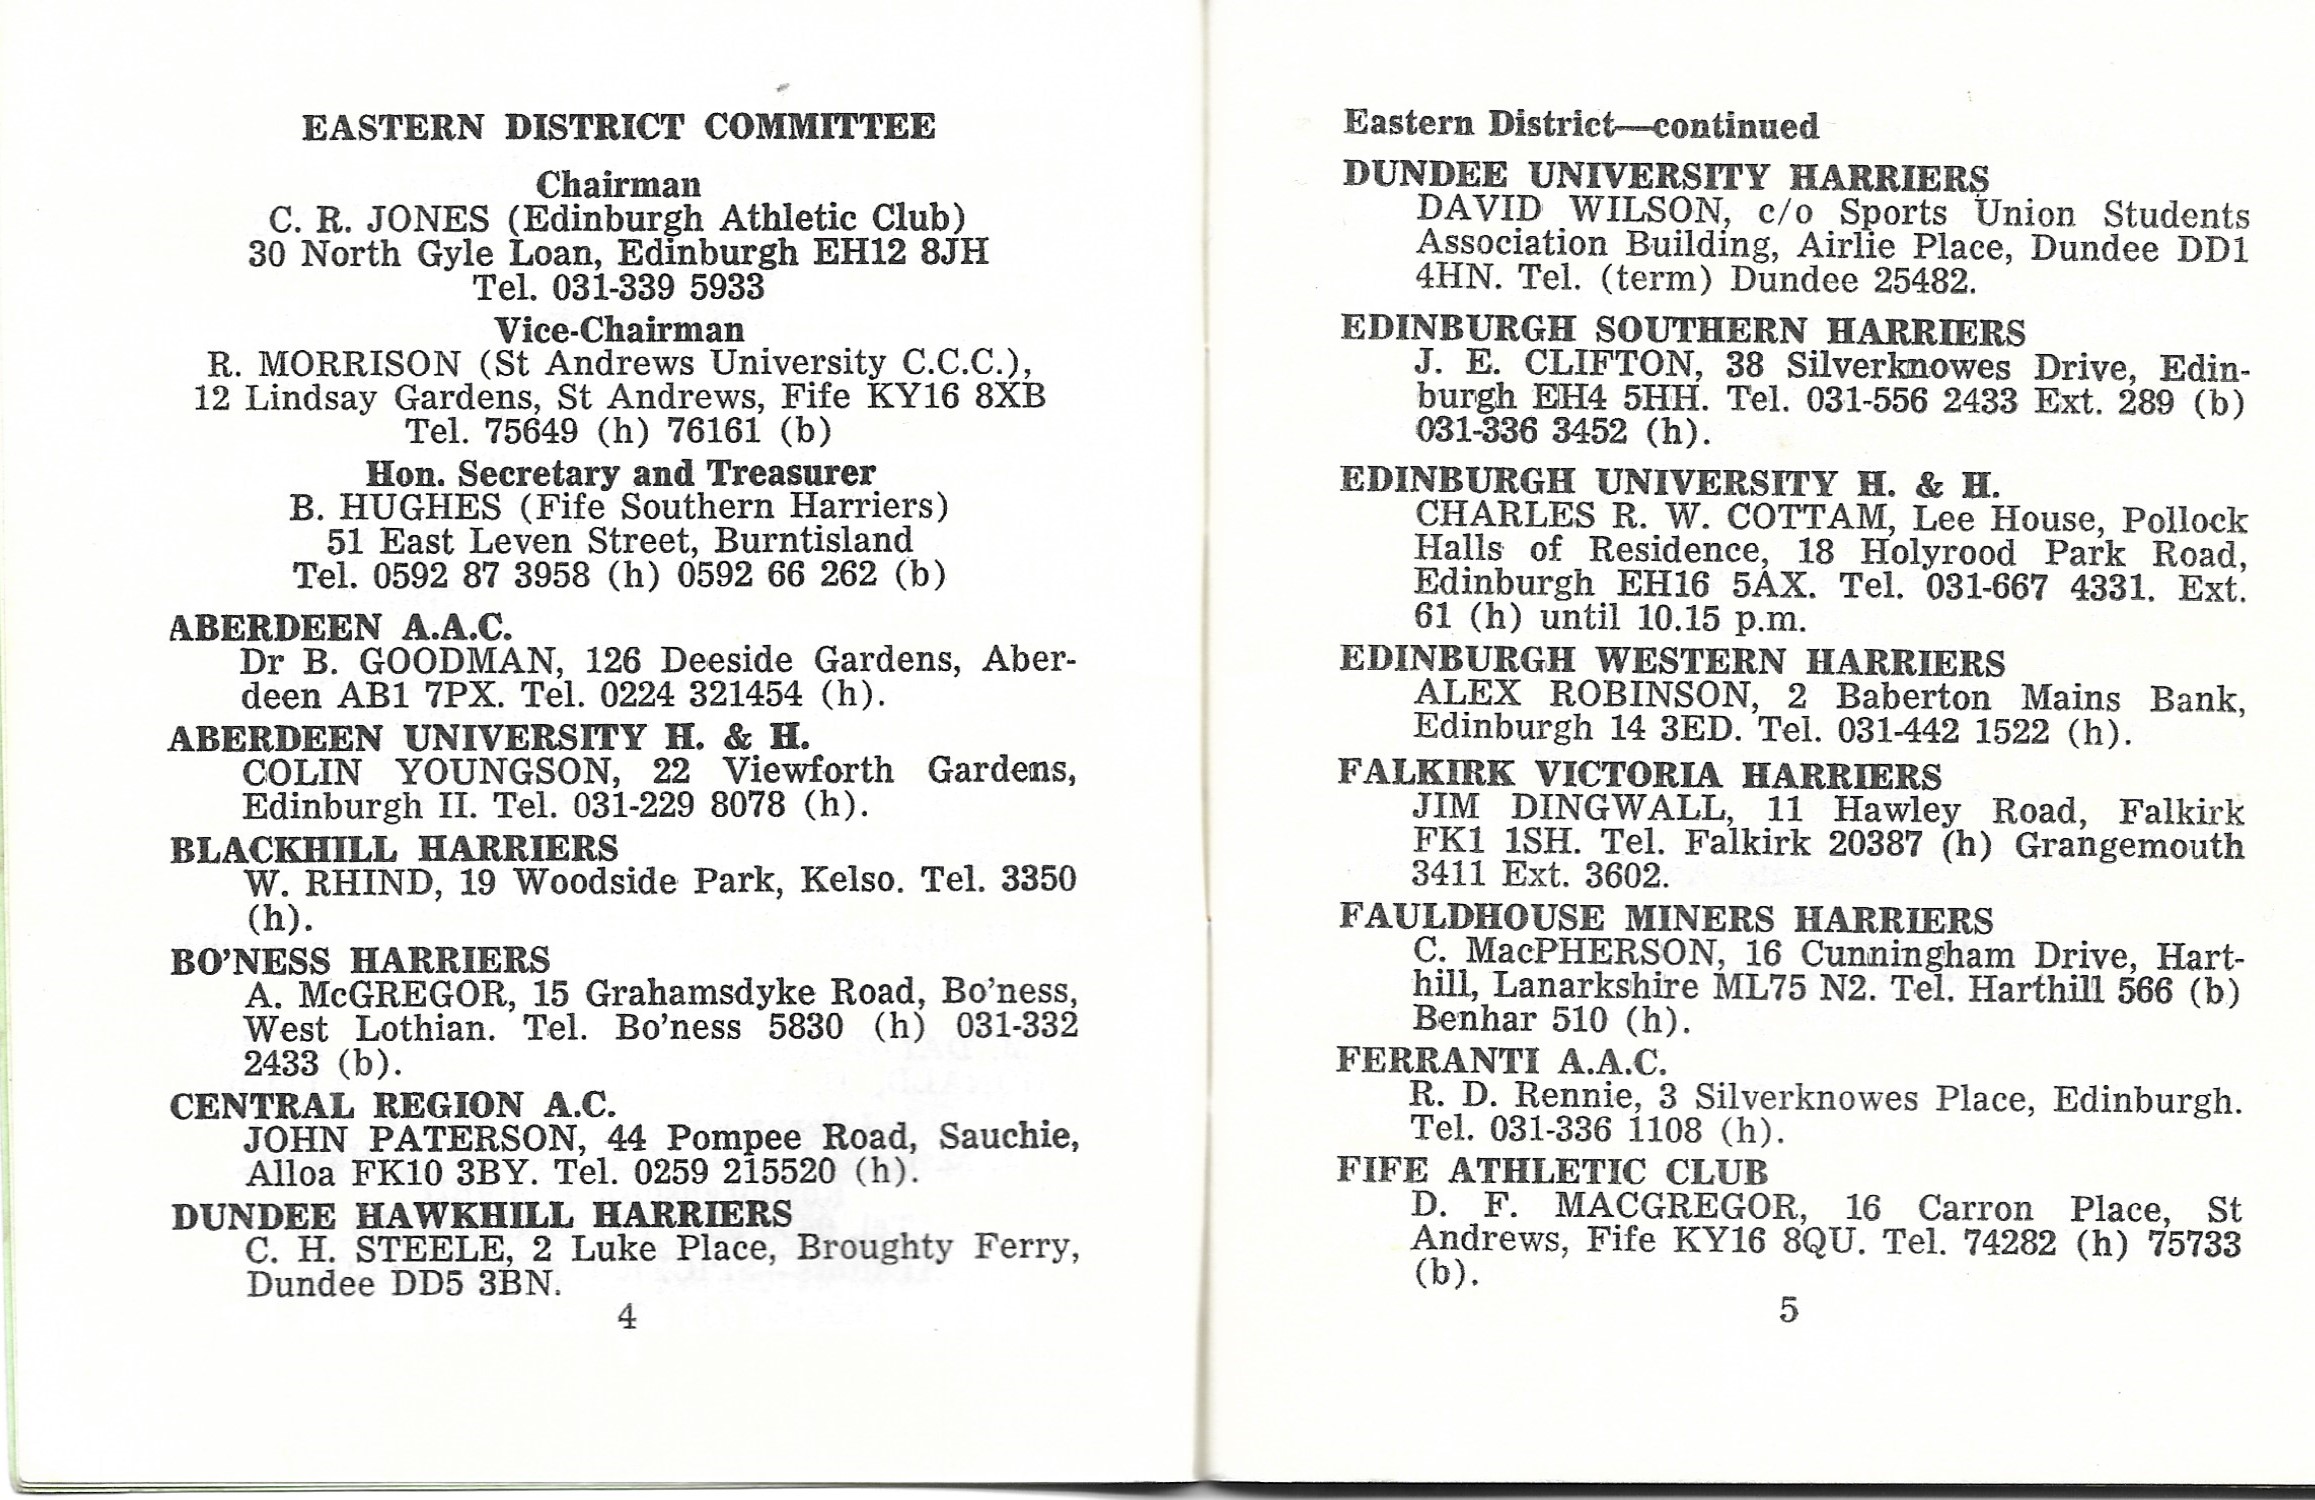 EASTERN DISTRICT COMMITTEE
Chairman
C. R. JONES (Edinburgh Athletic Club)
30 North Gyle Loan, Edinburgh EH12 8JH
Tel. 031-339 5933
Vice-Chairman
R. MORRISON (St Andrews University C.C.C.),
12 Lindsay Gardens, St Andrews, Fife KY16 8XB
Tel. 75649 (h) 76161 (b)
Hon. Secretary and Treasurer
B. HUGHES (Fife Southern Harriers)
51 East Leven Street, Burntisland
Tel. 0592 87 3958 (h) 0592 66 262 (b)
ABERDEEN A.A.C.
Dr B. GOODMAN, 126 Deeside Gardens, Aber-
deen AB1 7PX. Tel. 0224 321454 (h).
ABERDEEN UNIVERSITY H. & H.
COLIN YOUNGSON, 22 Viewforth Gardens,
Edinburgh II. Tel. 031-229 8078 (h).
BLACKHILL HARRIERS
W. RHIND, 19 Woodside Park, Kelso. Tel. 3350
(h).
BO'NESS HARRIERS
A. McGREGOR, 15 Grahamsdyke Road, Bo'ness,
West Lothian. Tel. Bo'ness 5830 (h) 031-332
2433 (b).
CENTRAL REGION A.C.
JOHN PATERSON, 44 Pompee Road, Sauchie,
Alloa FK10 3BY. Tel. 0259 215520 (h).
DUNDEE HAWKHILL HARRIERS
C. H. STEELE, 2 Luke Place, Broughty Ferry,
Dundee DD5 3BN.
4
Eastern District—continued
DUNDEE UNIVERSITY HARRIERS
DAVID WILSON, c/o Sports Union Students
Association Building, Airlie Place, Dundee DD1
4HN. Tel. (term) Dundee 25482.
EDINBURGH SOUTHERN HARRIERS
J. E. CLIFTON, 38 Silverknowes Drive, Edin-
burgh EH4 5HH. Tel. 031-556 2433 Ext. 289 (b)
031-336 3452 (h).
EDINBURGH UNIVERSITY H. & H.
CHARLES R. W. COTTAM, Lee House, Pollock
Halls of Residence, 18 Holyrood Park Road,
Edinburgh EH16 5AX. Tel. 031-667 4331. Ext.
61 (h) until 10.15 p.m.
EDINBURGH WESTERN HARRIERS
ALEX ROBINSON, 2 Baberton Mains Bank,
Edinburgh 14 3ED. Tel. 031-442 1522 (h).
FALKIRK VICTORIA HARRIERS
JIM DINGWALL, 11 Hawley Road, Falkirk
FK1 1SH. Tel. Falkirk 20387 (h) Grangemouth
3411 Ext. 3602.
FAULDHOUSE MINERS HARRIERS
C. MacPHERSON, 16 Cunningham Drive, Hart-
hill, Lanarkshire ML75 N2. Tel. Harthill 566 (b)
Benhar 510 (h).
FERRANTI A.A.C.
R. D. Rennie, 3 Silverknowes Place, Edinburgh.
Tel. 031-336 1108 (h).
FIFE ATHLETIC CLUB
D. F. MACGREGOR, 16 Carron Place, St
Andrews, Fife KY16 8QU. Tel. 74282 (h) 75733
(b).
5